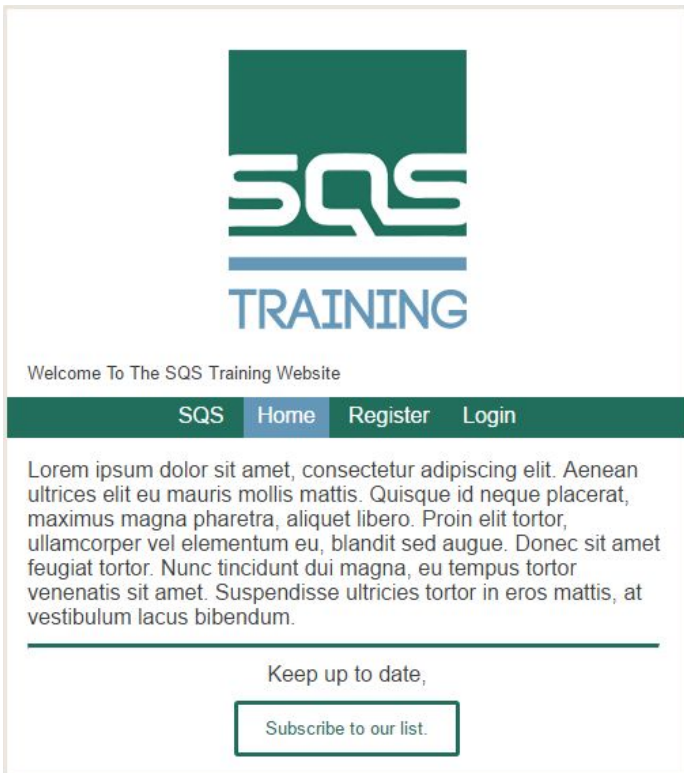 SQS
TRAINING
Welcome To The SQS Training Website
SQS Home Register Login
Lorem ipsum dolor sit amet, consectetur adipiscing elit. Aenean
ultrices elit eu mauris mollis mattis. Quisque id neque placerat,
maximus magna pharetra, aliquet libero. Proin elit tortor,
ullamcorper vel elementum eu, blandit sed augue. Donec sit amet
feugiat tortor. Nunc tincidunt dui magna, eu tempus tortor
venenatis sit amet. Suspendisse ultricies tortor in eros mattis, at
vestibulum lacus bibendum.
Keep up to date,
Subscribe to our list.